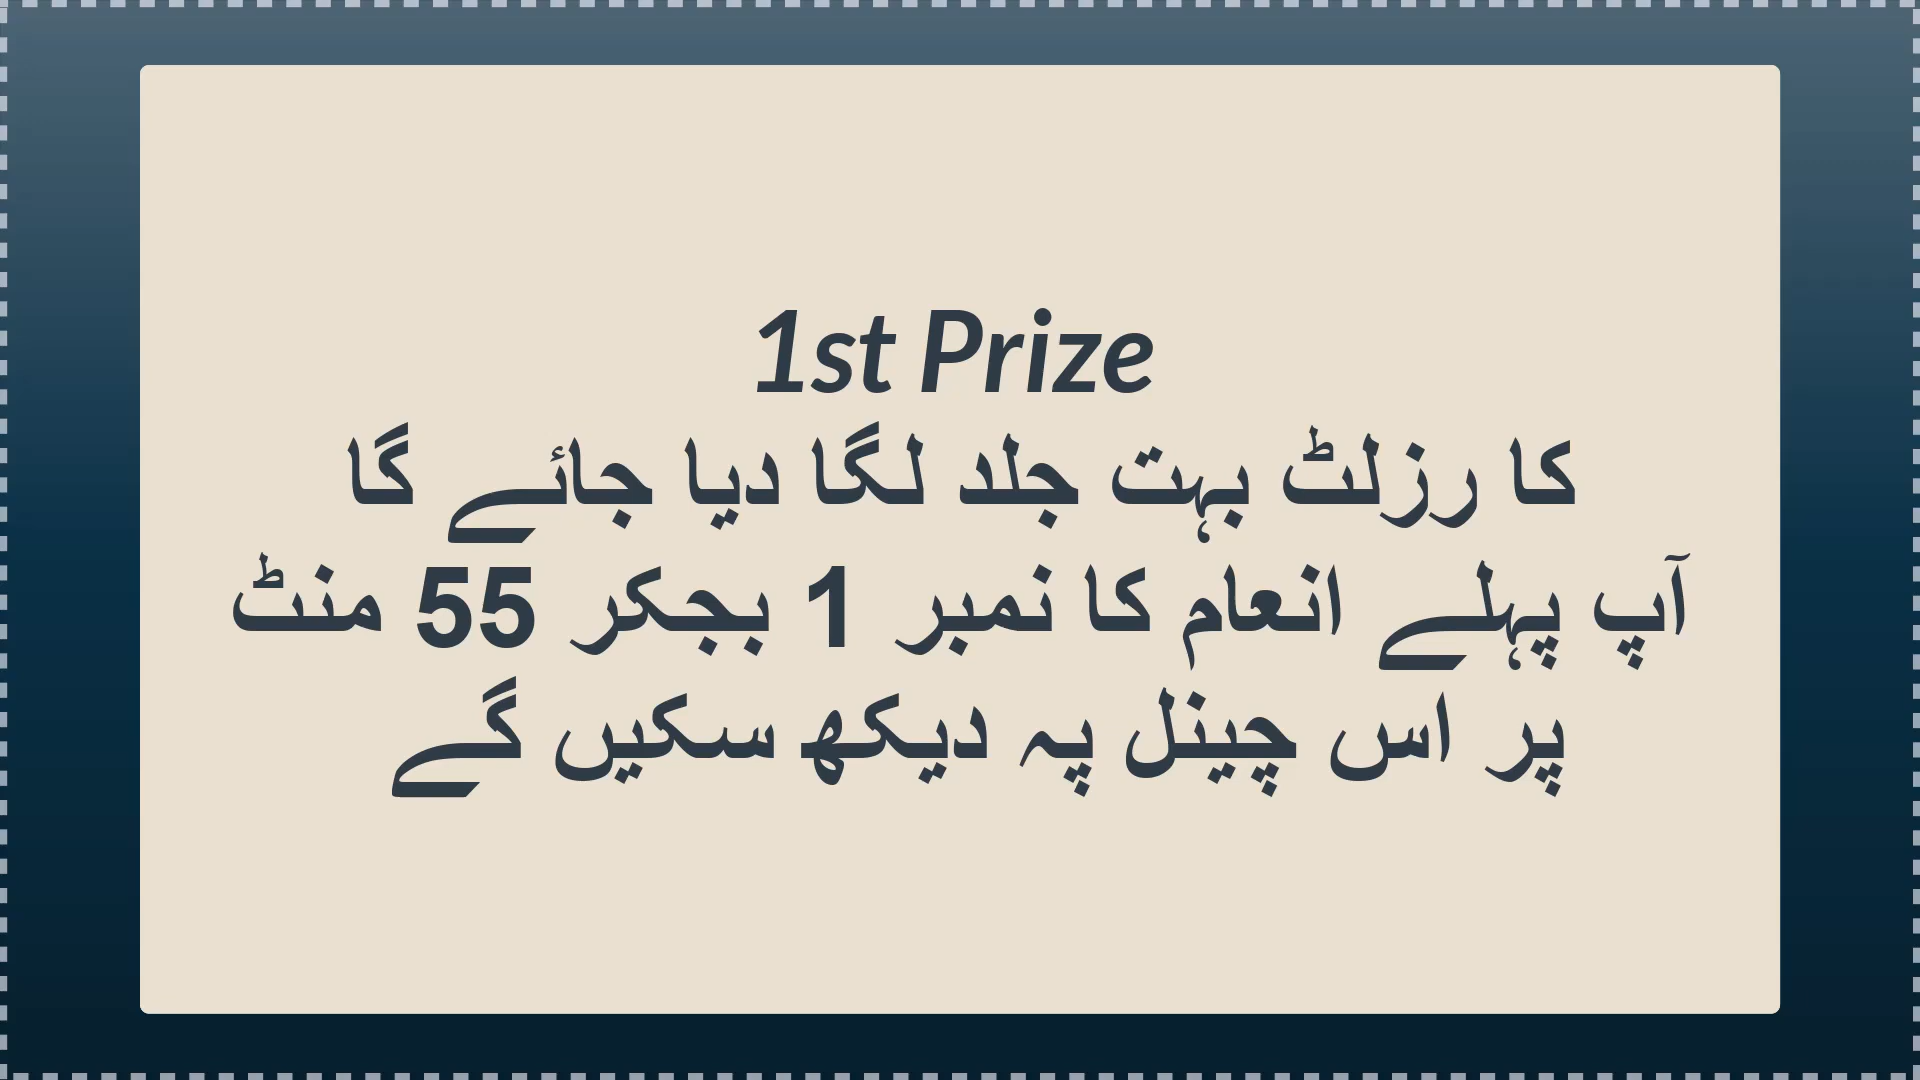 1st Prize
کا رزلٹ بہت جلد لگا دیا جائے گا
آپ پہلے انعام کا نمبر 1 بجکر 55 منٹ
پر اس چینل پہ دیکھ سکیں گے